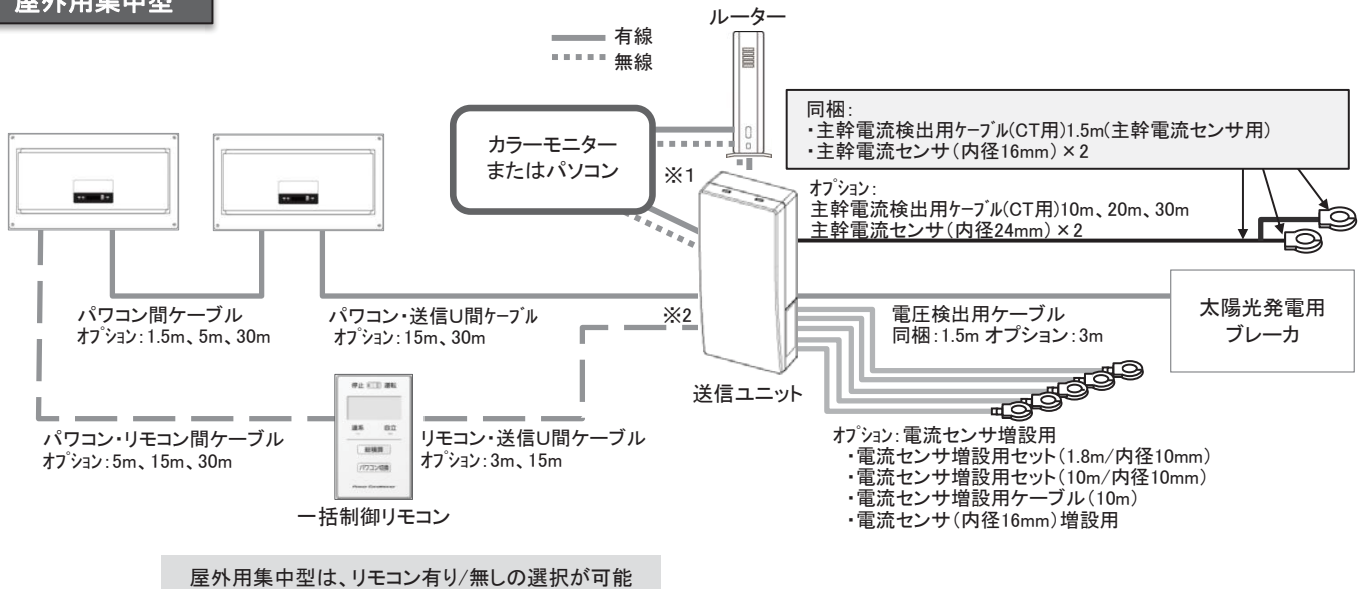 屋外用集中型
ルーター
有線
無線
同梱:
・主幹電流検出用ケーブル(CT用)1.5m(主幹電流センサ用)
・主幹電流センサ(内径16mm)×2
カラーモニター
またはパソコン
※1
オプション:
主幹電流検出用ケーブル(CT用)10m、20m、30m
主幹電流センサ(内径24mm)×2
パワコン間ケーブル
オプション:1.5m、5m、30m
パワコン・送信U間ケーブル
オプション:15m、30m
※2
電圧検出用ケーブル
同梱:1.5m オプション:3m
太陽光発電用
ブレーカ
送信ユニット
停止 運転
連系 自立
パワコン切換
パワコン・リモコン間ケーブル
オプション:5m、15m、30m
リモコン・送信U間ケーブル
オプション:3m、15m
一括制御リモコン
オプション:電流センサ増設用
・電流センサ増設用セット(1.8m/内径10mm)
・電流センサ増設用セット(10m/内径10mm)
・電流センサ増設用ケーブル(10m)
・電流センサ(内径16mm)増設用
屋外用集中型は、リモコン有り/無しの選択が可能